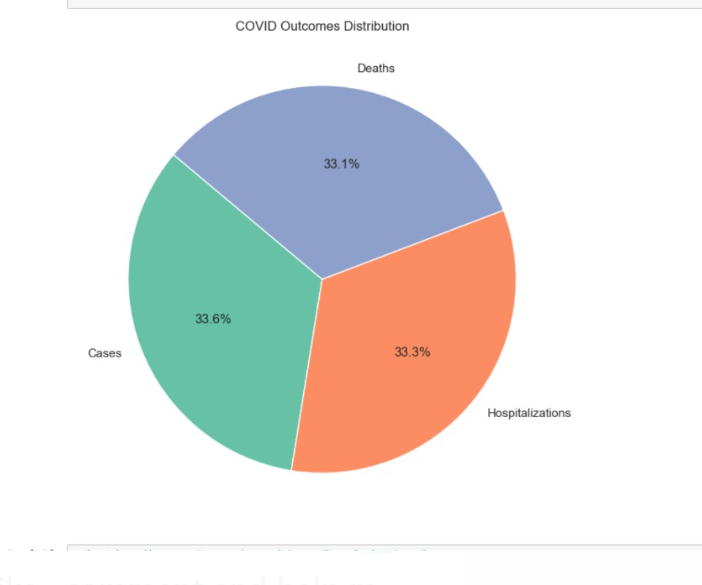 COVID Outcomes Distribution
Deaths
33.1%
33.6%
Cases
33.3%
Hospitalizations